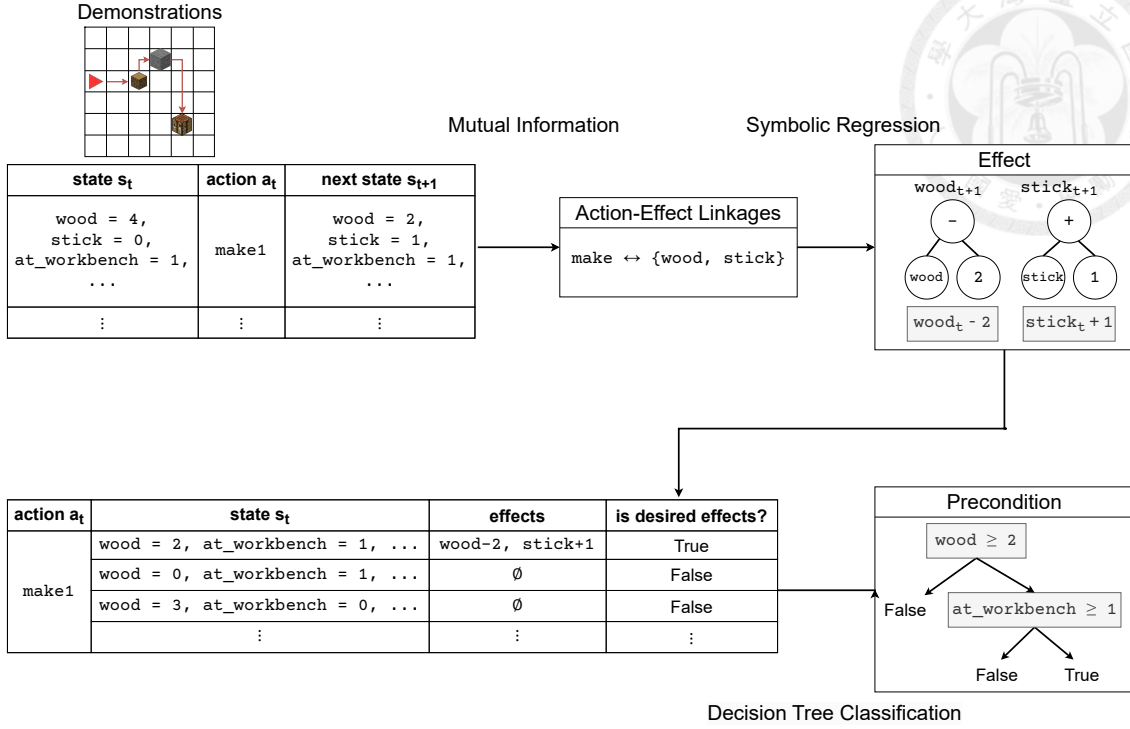 Demonstrations
Mutual Information
Symbolic Regression
state s_t action a_t next state s_{t+1}
wood = 4,
stick = 0,
at_workbench = 1,
...
make1
wood = 2,
stick = 1,
at_workbench = 1,
...
⋮ ⋮ ⋮
Action-Effect Linkages
make ↔ {wood, stick}
Effect
wood_{t+1} stick_{t+1}
- +
wood 2 stick 1
wood_t - 2 stick_t + 1
action a_t state s_t effects is desired effects?
make1
wood = 2, at_workbench = 1, ... wood-2, stick+1 True
wood = 0, at_workbench = 1, ... ∅ False
wood = 3, at_workbench = 0, ... ∅ False
⋮ ⋮ ⋮
Precondition
wood ≥ 2
False
at_workbench ≥ 1
False True
Decision Tree Classification